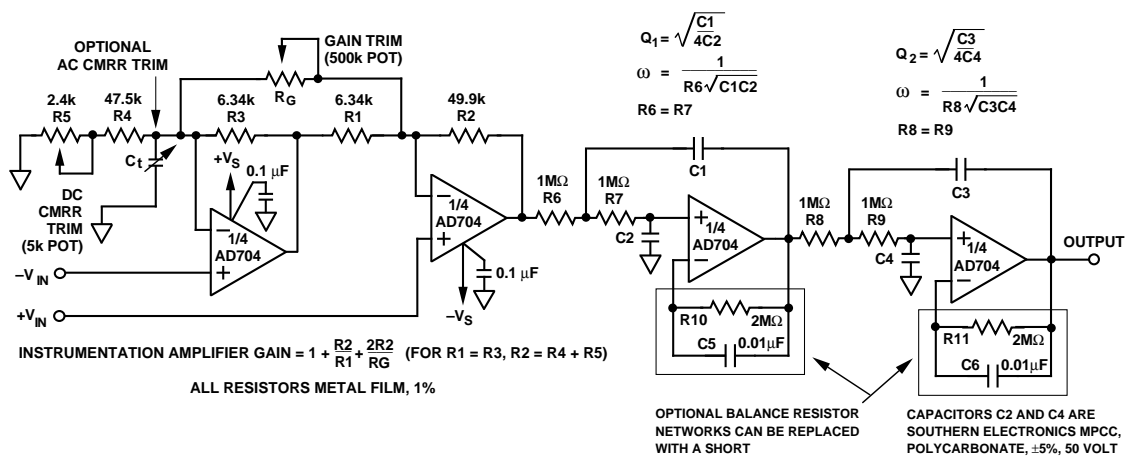 OPTIONAL
AC CMRR TRIM
GAIN TRIM
(500k POT)
RG
2.4k
R5
47.5k
R4
6.34k
R3
6.34k
R1
49.9k
R2
Ct
+VS
0.1 µF
DC
CMRR
TRIM
(5k POT)
1/4
AD704
1/4
AD704
0.1 µF
–VS
–VIN
+VIN
INSTRUMENTATION AMPLIFIER GAIN = 1 + R2/R1 + 2R2/RG (FOR R1 = R3, R2 = R4 + R5)
ALL RESISTORS METAL FILM, 1%
Q1 = √C1/4C2
ω = 1/R6√C1C2
R6 = R7
Q2 = √C3/4C4
ω = 1/R8√C3C4
R8 = R9
C1
1MΩ
R6
1MΩ
R7
C2
1/4
AD704
R10
2MΩ
C5
0.01µF
C3
1MΩ
R8
1MΩ
R9
C4
1/4
AD704
OUTPUT
R11
2MΩ
C6
0.01µF
OPTIONAL BALANCE RESISTOR
NETWORKS CAN BE REPLACED
WITH A SHORT
CAPACITORS C2 AND C4 ARE
SOUTHERN ELECTRONICS MPCC,
POLYCARBONATE, ±5%, 50 VOLT